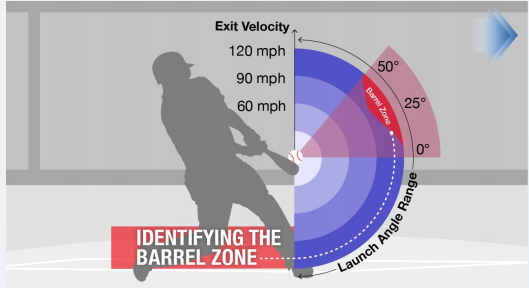 Exit Velocity
120 mph
90 mph
60 mph
50°
25°
0°
Barrel Zone
Launch Angle Range
IDENTIFYING THE
BARREL ZONE